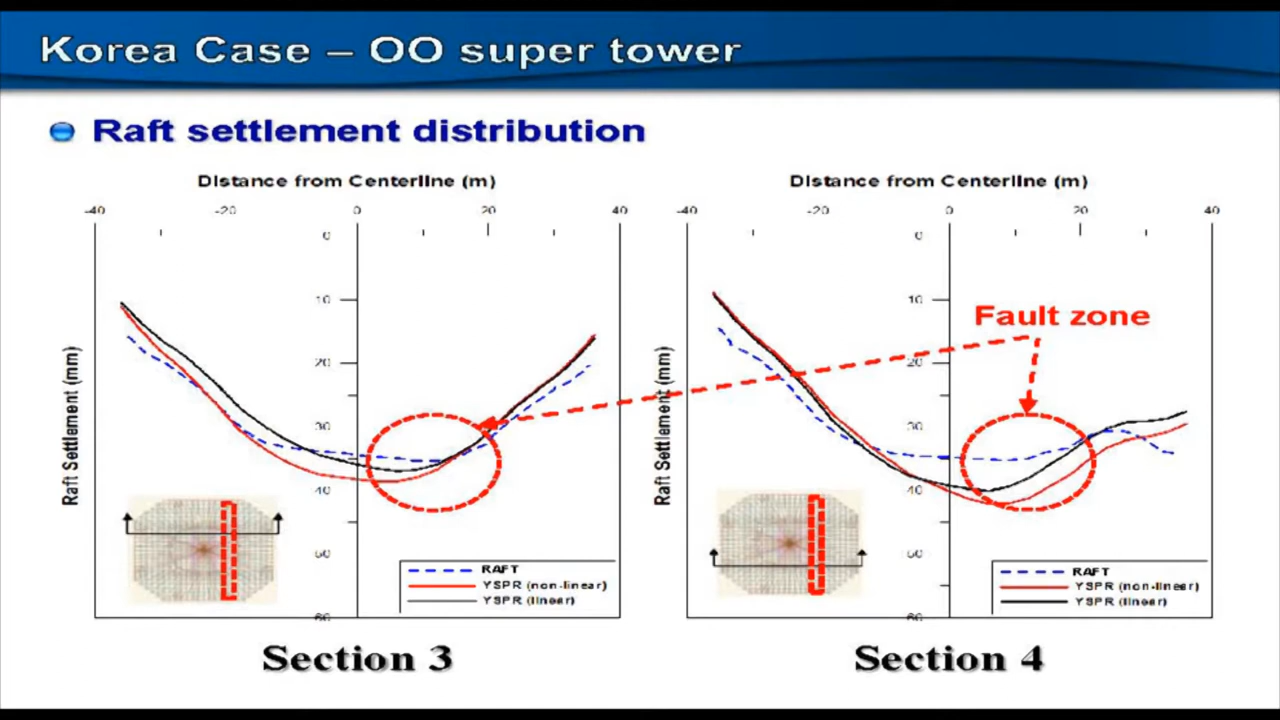 Korea Case – OO super tower
Raft settlement distribution
Distance from Centerline (m)
-40 -20 0 20 40
0
10
20
30
40
50
60
Raft Settlement (mm)
RAFT
YSPR (non-linear)
YSPR (linear)
Section 3
Distance from Centerline (m)
-40 -20 0 20 40
0
10
20
30
40
50
60
Raft Settlement (mm)
Fault zone
RAFT
YSPR (non-linear)
YSPR (linear)
Section 4